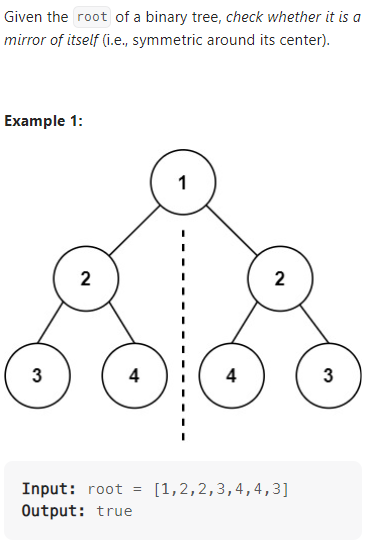 Given the root of a binary tree, check whether it is a
mirror of itself (i.e., symmetric around its center).
Example 1:
1
2 2
3 4 4 3
Input: root = [1,2,2,3,4,4,3]
Output: true